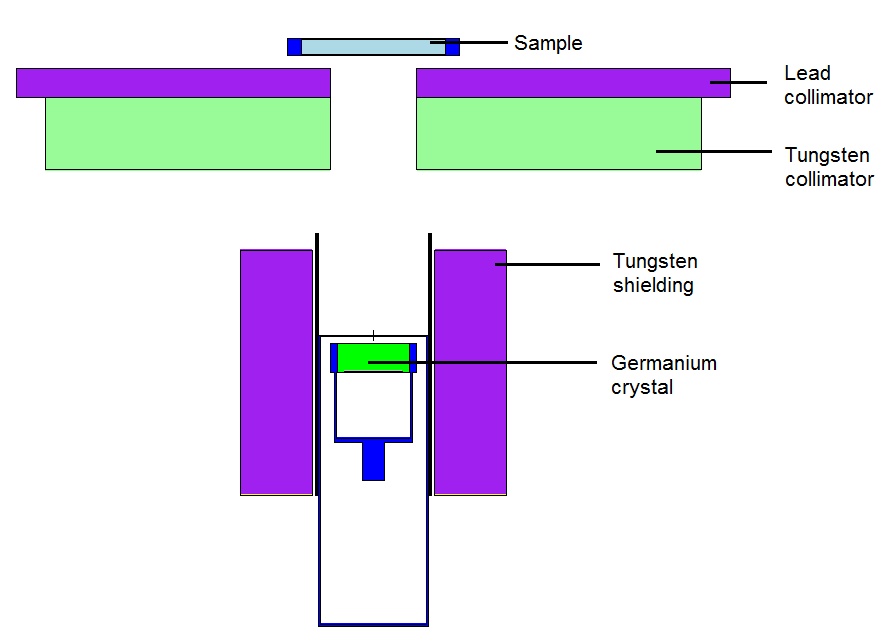 Sample
Lead
collimator
Tungsten
collimator
Tungsten
shielding
Germanium
crystal